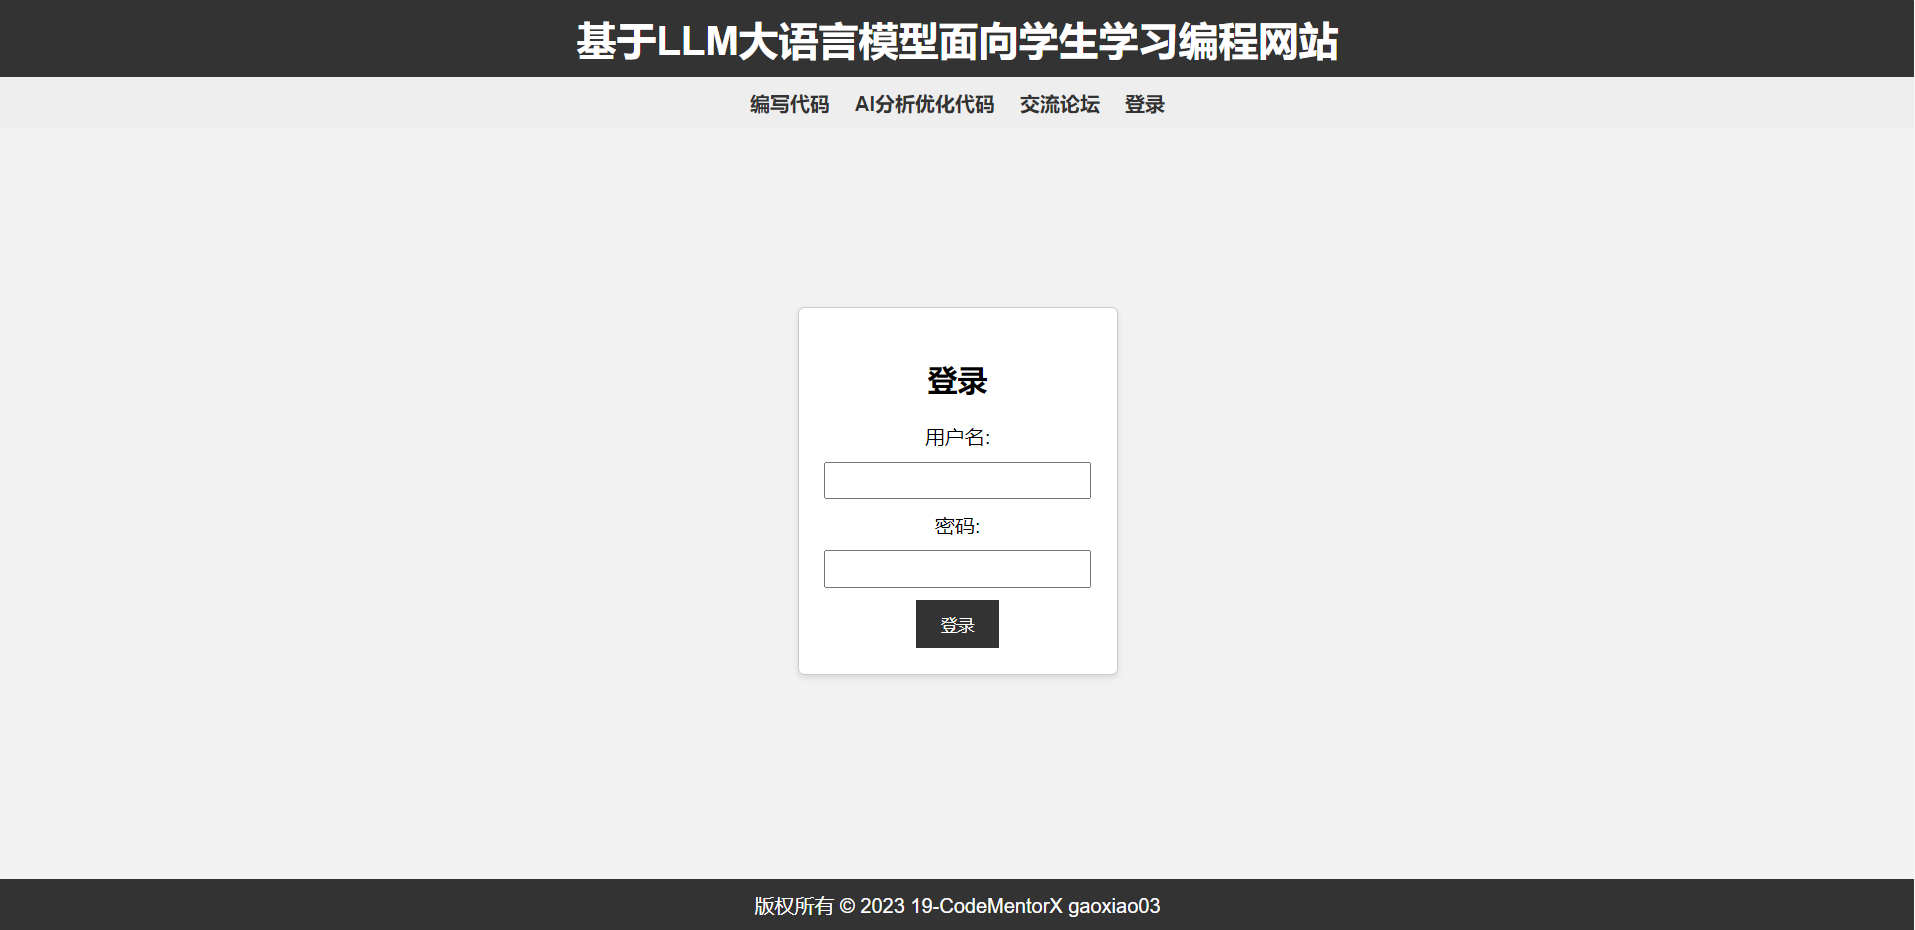 基于LLM大语言模型面向学生学习编程网站
编写代码 AI分析优化代码 交流论坛 登录
登录
用户名:
密码:
登录
版权所有 © 2023 19-CodeMentorX gaoxiao03